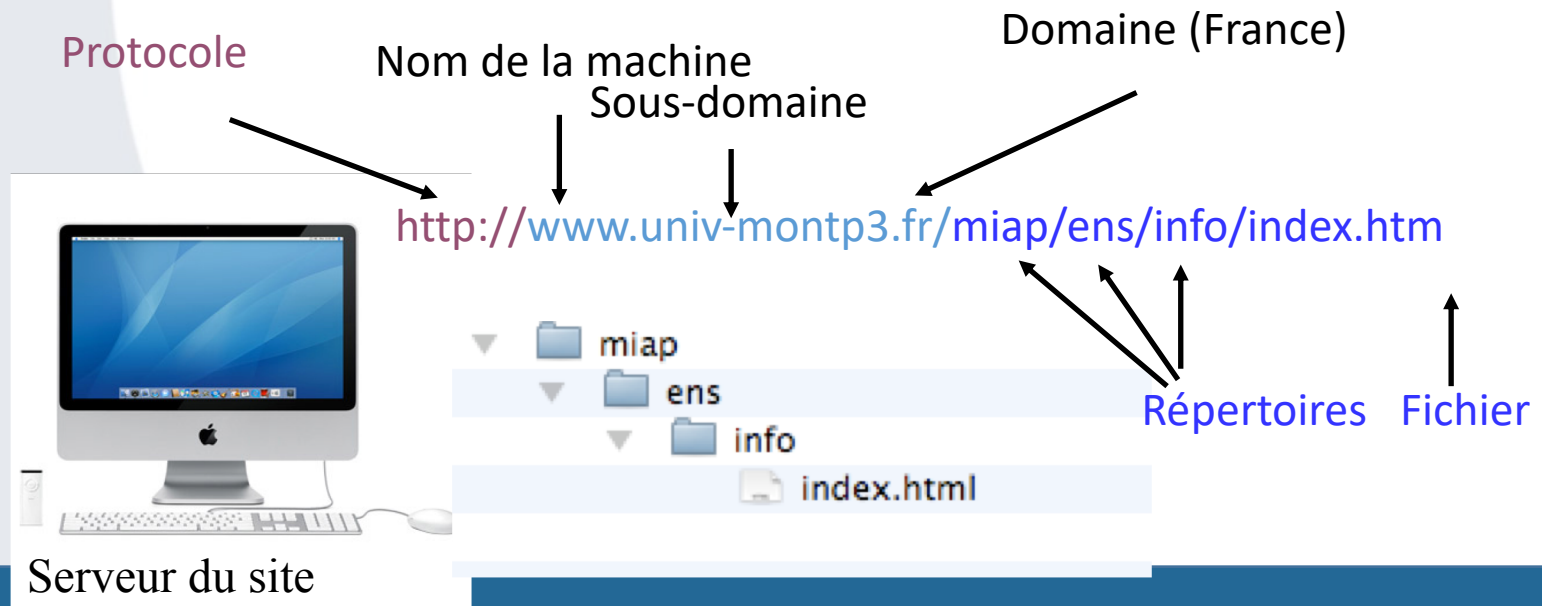 Protocole
Nom de la machine
Sous-domaine
Domaine (France)
http://www.univ-montp3.fr/miap/ens/info/index.htm
miap
ens
info
index.html
Répertoires
Fichier
Serveur du site